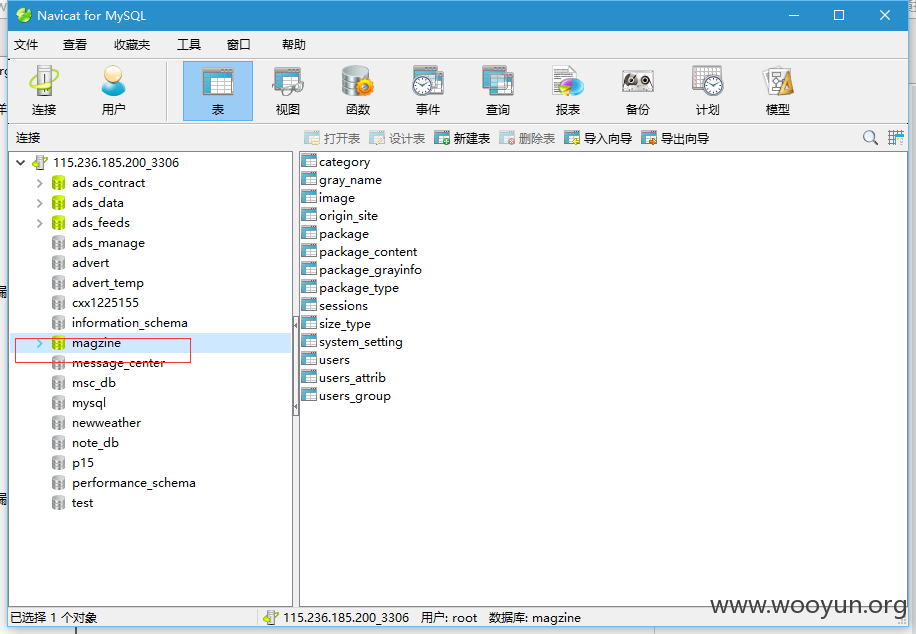 Navicat for MySQL
文件 查看 收藏夹 工具 窗口 帮助
连接 用户 表 视图 函数 事件 查询 报表 备份 计划 模型
连接 打开表 设计表 新建表 删除表 导入向导 导出向导
115.236.185.200_3306
ads_contract
ads_data
ads_feeds
ads_manage
advert
advert_temp
cxx1225155
information_schema
magzine
message_center
msc_db
mysql
newweather
note_db
p15
performance_schema
test
category
gray_name
image
origin_site
package
package_content
package_grayinfo
package_type
sessions
size_type
system_setting
users
users_attrib
users_group
www.wooyun.org
已选择 1 个对象 115.236.185.200_3306 用户: root 数据库: magzine